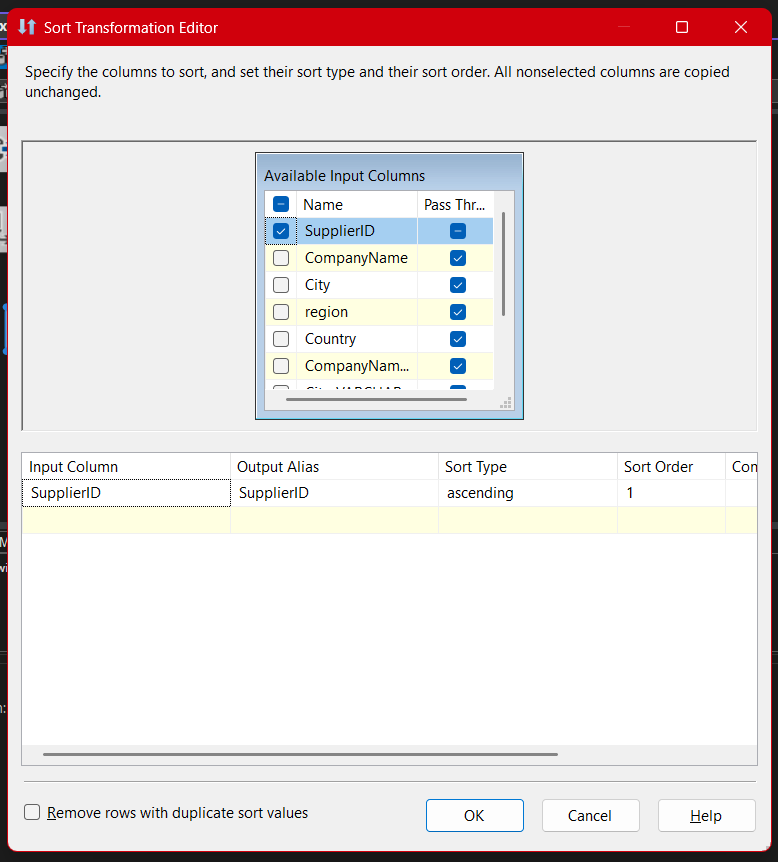 Sort Transformation Editor
Specify the columns to sort, and set their sort type and their sort order. All nonselected columns are copied
unchanged.
Available Input Columns
Name Pass Thr...
SupplierID
CompanyName
City
region
Country
CompanyNam...
Input Column Output Alias Sort Type Sort Order Con
SupplierID SupplierID ascending 1
Remove rows with duplicate sort values
OK Cancel Help